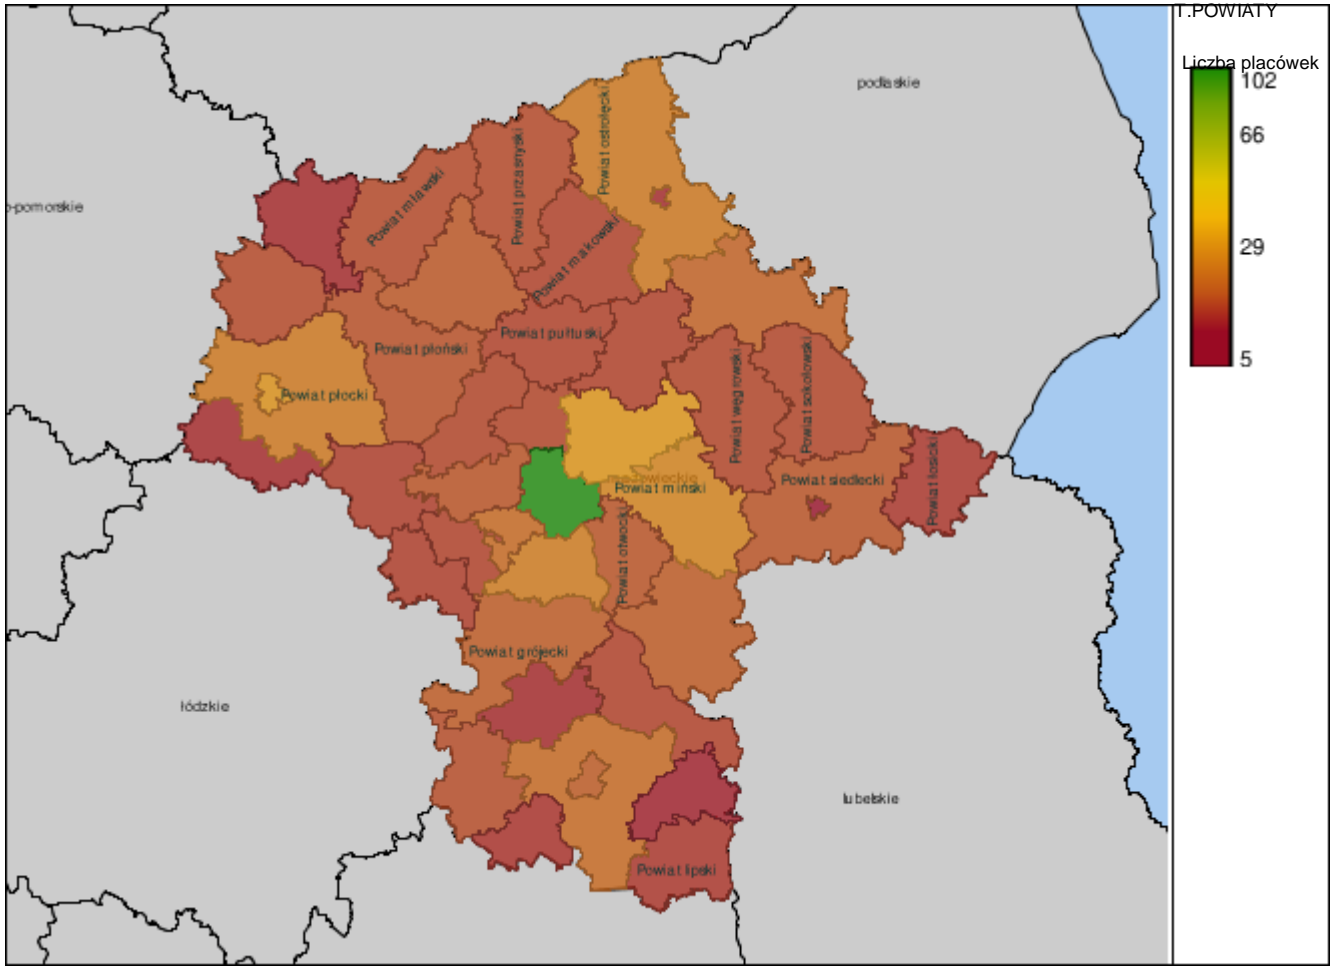 T.POWIATY
Liczba placówek
102
66
29
5
podlaskie
o-pomorskie
Powiat ostrołęcki
Powiat przasnyski
Powiat mławski
Powiat makowski
Powiat pułtuski
Powiat płoński
Powiat płocki
Powiat węgrowski
Powiat sokołowski
mazowieckie
Powiat miński
Powiat siedlecki
Powiat łosicki
Powiat otwocki
Powiat grójecki
łódzkie
lubelskie
Powiat lipski